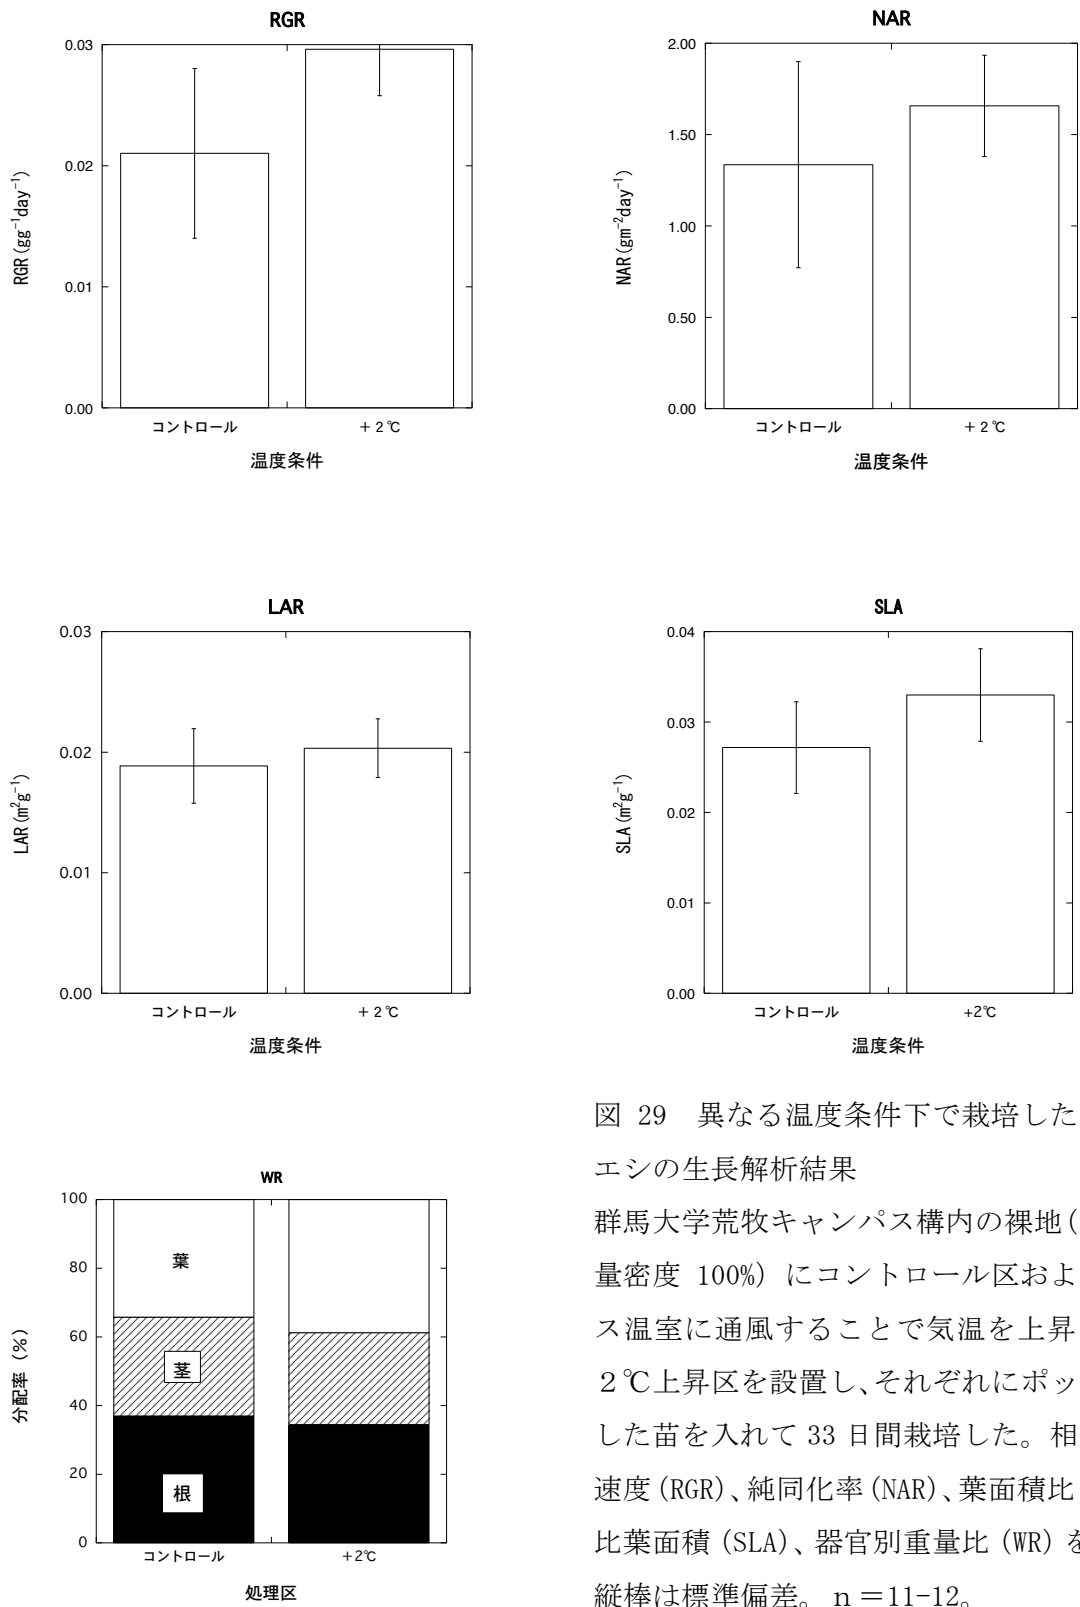 RGR
0.03
0.02
0.01
0.00
RGR(gg⁻¹day⁻¹)
コントロール
+2℃
温度条件
NAR
2.00
1.50
1.00
0.50
0.00
NAR(gm⁻²day⁻¹)
コントロール
+2℃
温度条件
LAR
0.03
0.02
0.01
0.00
LAR(m²g⁻¹)
コントロール
+2℃
温度条件
SLA
0.04
0.03
0.02
0.01
0.00
SLA(m²g⁻¹)
コントロール
+2℃
温度条件
WR
100
80
60
40
20
0
分配率(%)
葉
茎
根
コントロール
+2℃
処理区
図 29 異なる温度条件下で栽培した
エシの生長解析結果
群馬大学荒牧キャンパス構内の裸地(
量密度 100%) にコントロール区およ
ス温室に通風することで気温を上昇
2℃上昇区を設置し、それぞれにポッ
した苗を入れて 33 日間栽培した。相
速度(RGR)、純同化率(NAR)、葉面積比
比葉面積(SLA)、器官別重量比(WR)を
縦棒は標準偏差。n=11-12。